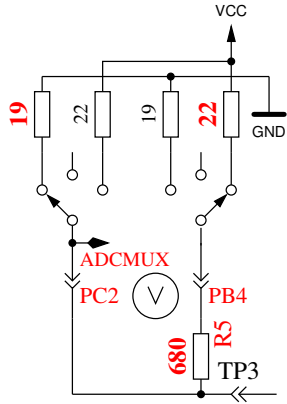 VCC
19
22
19
22
GND
ADCMUX
PC2
V
PB4
680
R5
TP3